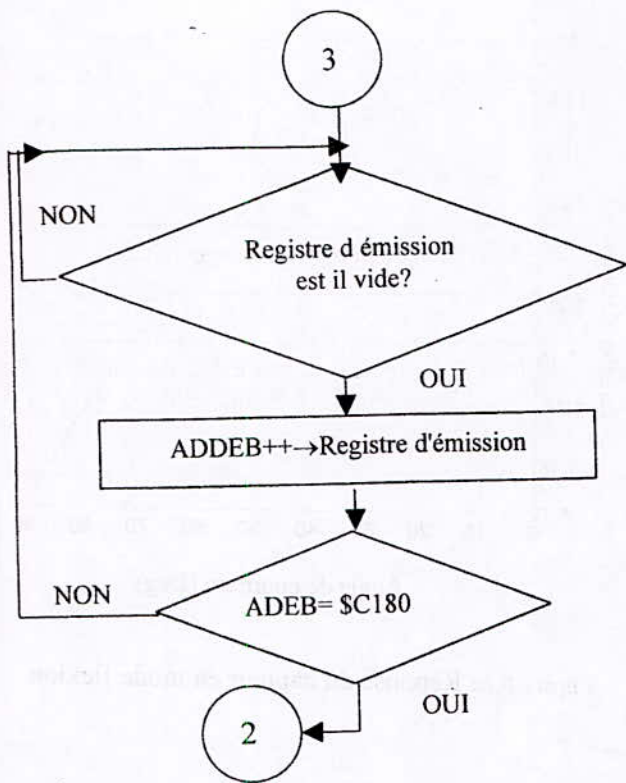 3
NON
Registre d émission
est il vide?
OUI
ADDEB++→Registre d'émission
NON
ADEB= $C180
OUI
2